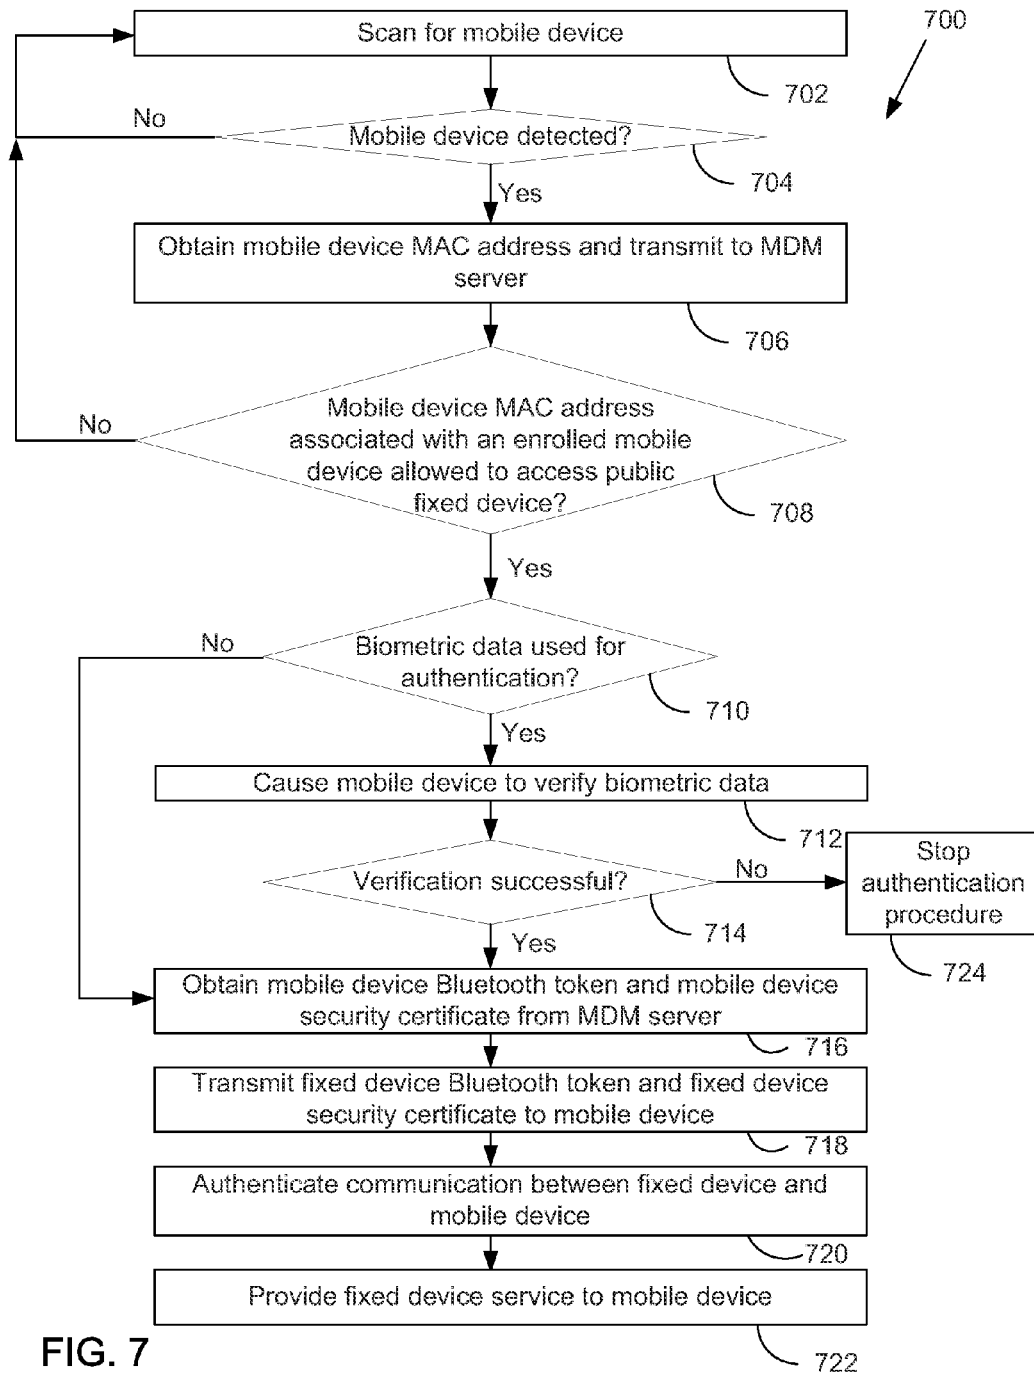 Scan for mobile device
700
702
No
Mobile device detected?
704
Yes
Obtain mobile device MAC address and transmit to MDM
server
706
No
Mobile device MAC address
associated with an enrolled mobile
device allowed to access public
fixed device?
708
Yes
No
Biometric data used for
authentication?
710
Yes
Cause mobile device to verify biometric data
712
Verification successful?
No
Stop
authentication
procedure
714
724
Yes
Obtain mobile device Bluetooth token and mobile device
security certificate from MDM server
716
Transmit fixed device Bluetooth token and fixed device
security certificate to mobile device
718
Authenticate communication between fixed device and
mobile device
720
Provide fixed device service to mobile device
722
FIG. 7